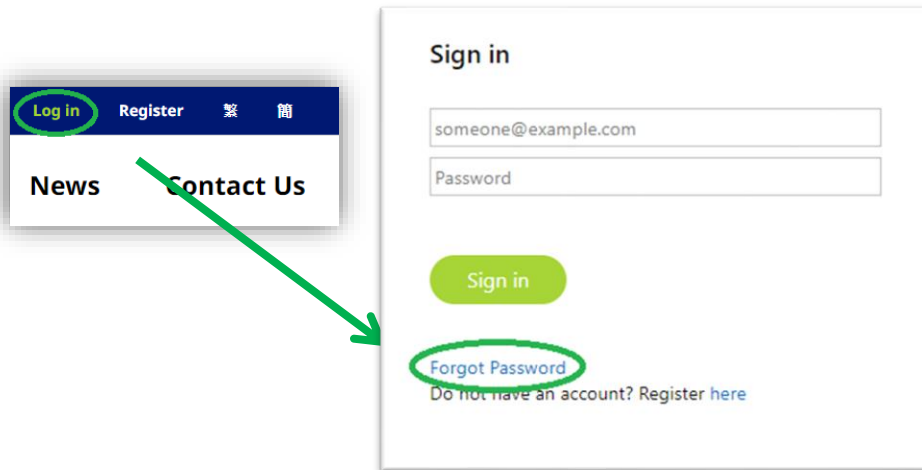 Log in Register 繁 簡
News Contact Us
Sign in
someone@example.com
Password
Sign in
Forgot Password
Do not have an account? Register here